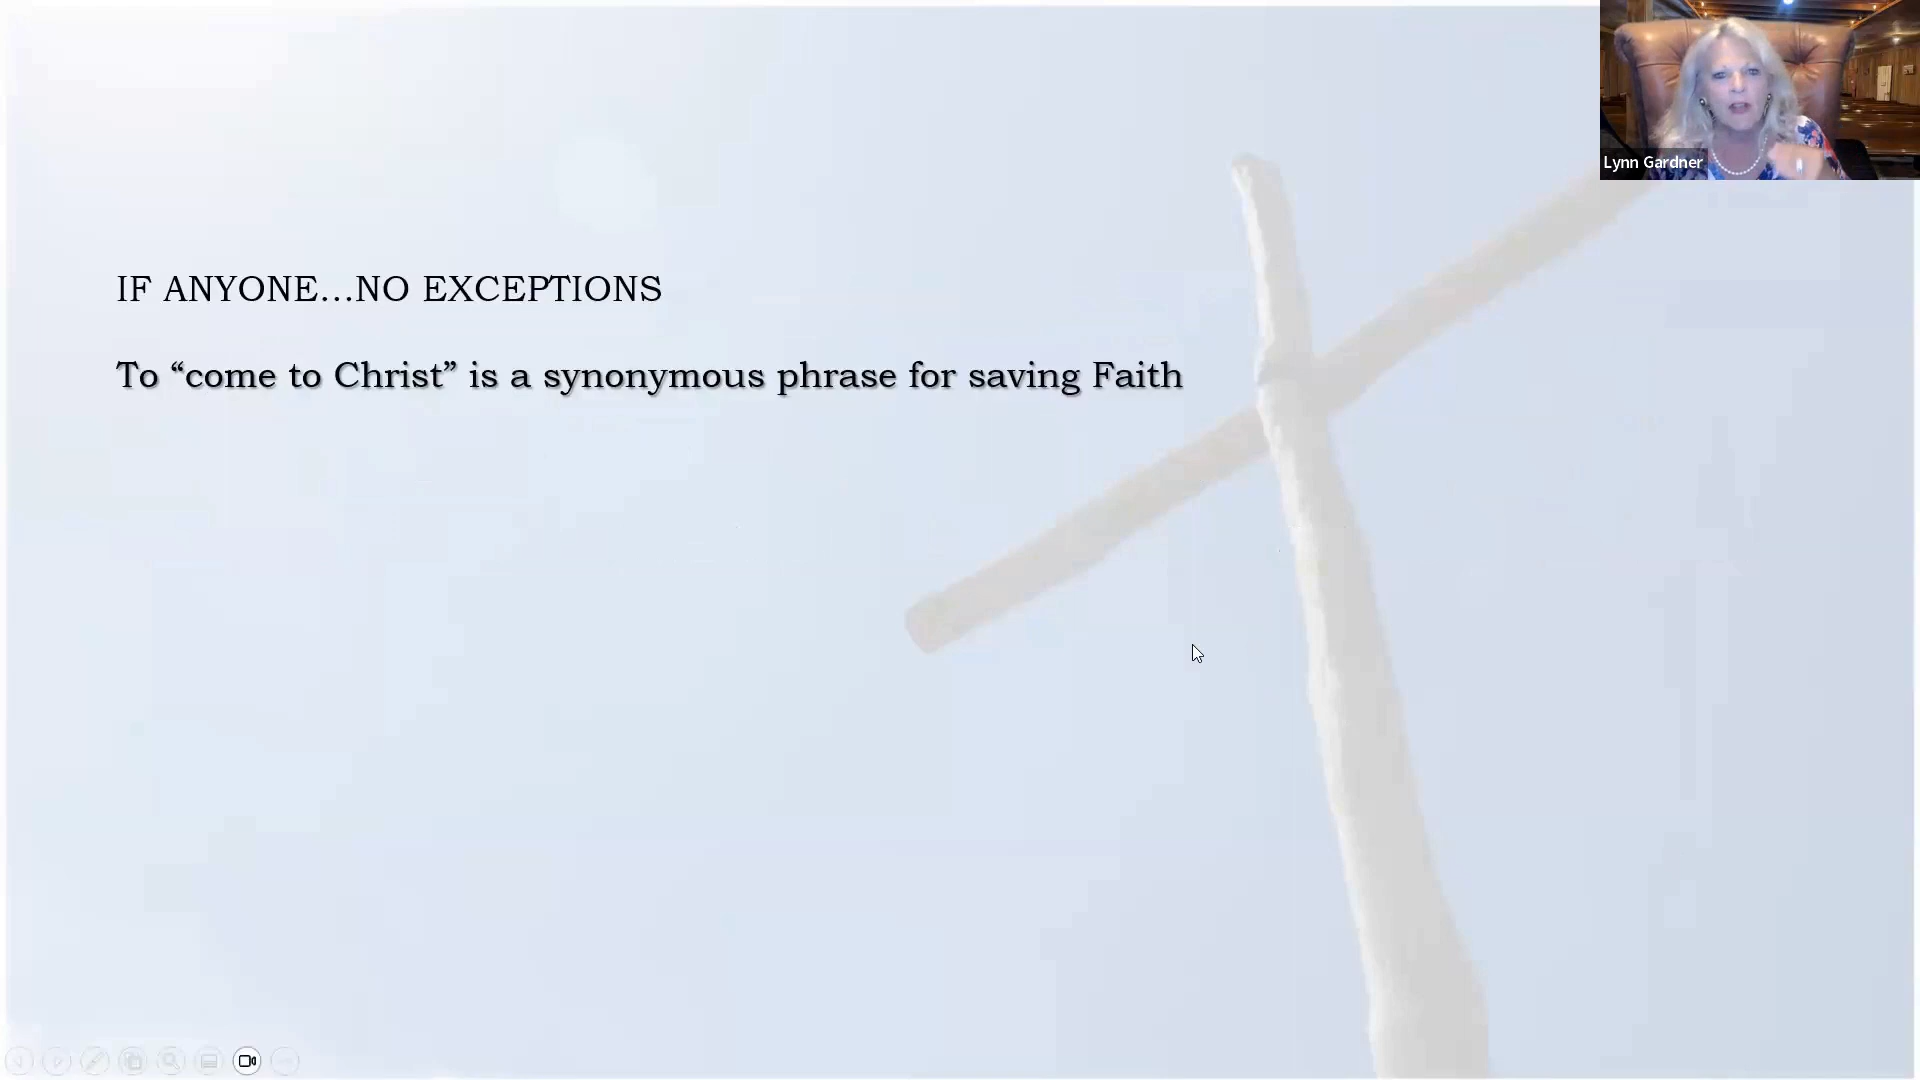 IF ANYONE...NO EXCEPTIONS
To “come to Christ” is a synonymous phrase for saving Faith
Lynn Gardner